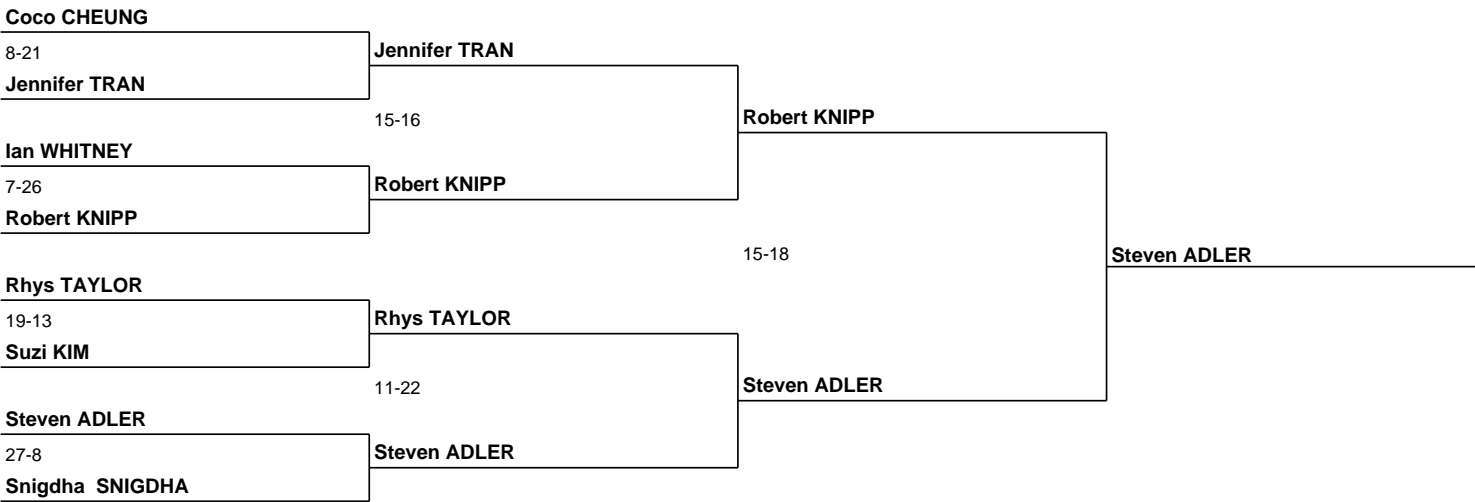 Coco CHEUNG
8-21
Jennifer TRAN
Jennifer TRAN
15-16
Robert KNIPP
Ian WHITNEY
7-26
Robert KNIPP
Robert KNIPP
15-18
Steven ADLER
Rhys TAYLOR
19-13
Rhys TAYLOR
Suzi KIM
11-22
Steven ADLER
Steven ADLER
27-8
Steven ADLER
Snigdha  SNIGDHA